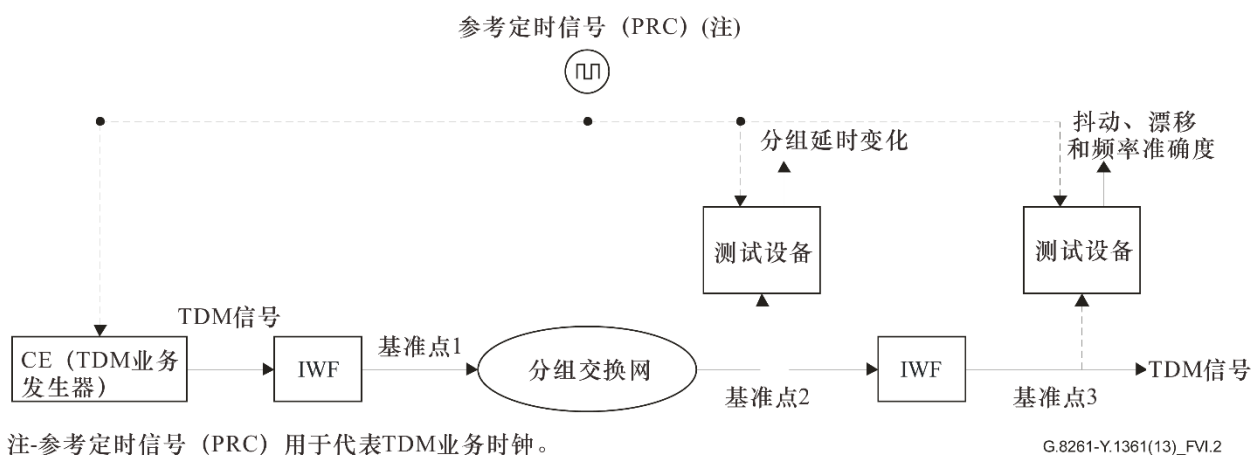 参考定时信号（PRC）(注)
分组延时变化
抖动、漂移
和频率准确度
测试设备
测试设备
TDM信号
CE（TDM业务
发生器）
IWF
基准点1
分组交换网
基准点2
IWF
基准点3
TDM信号
注-参考定时信号（PRC）用于代表TDM业务时钟。
G.8261-Y.1361(13)_FVI.2